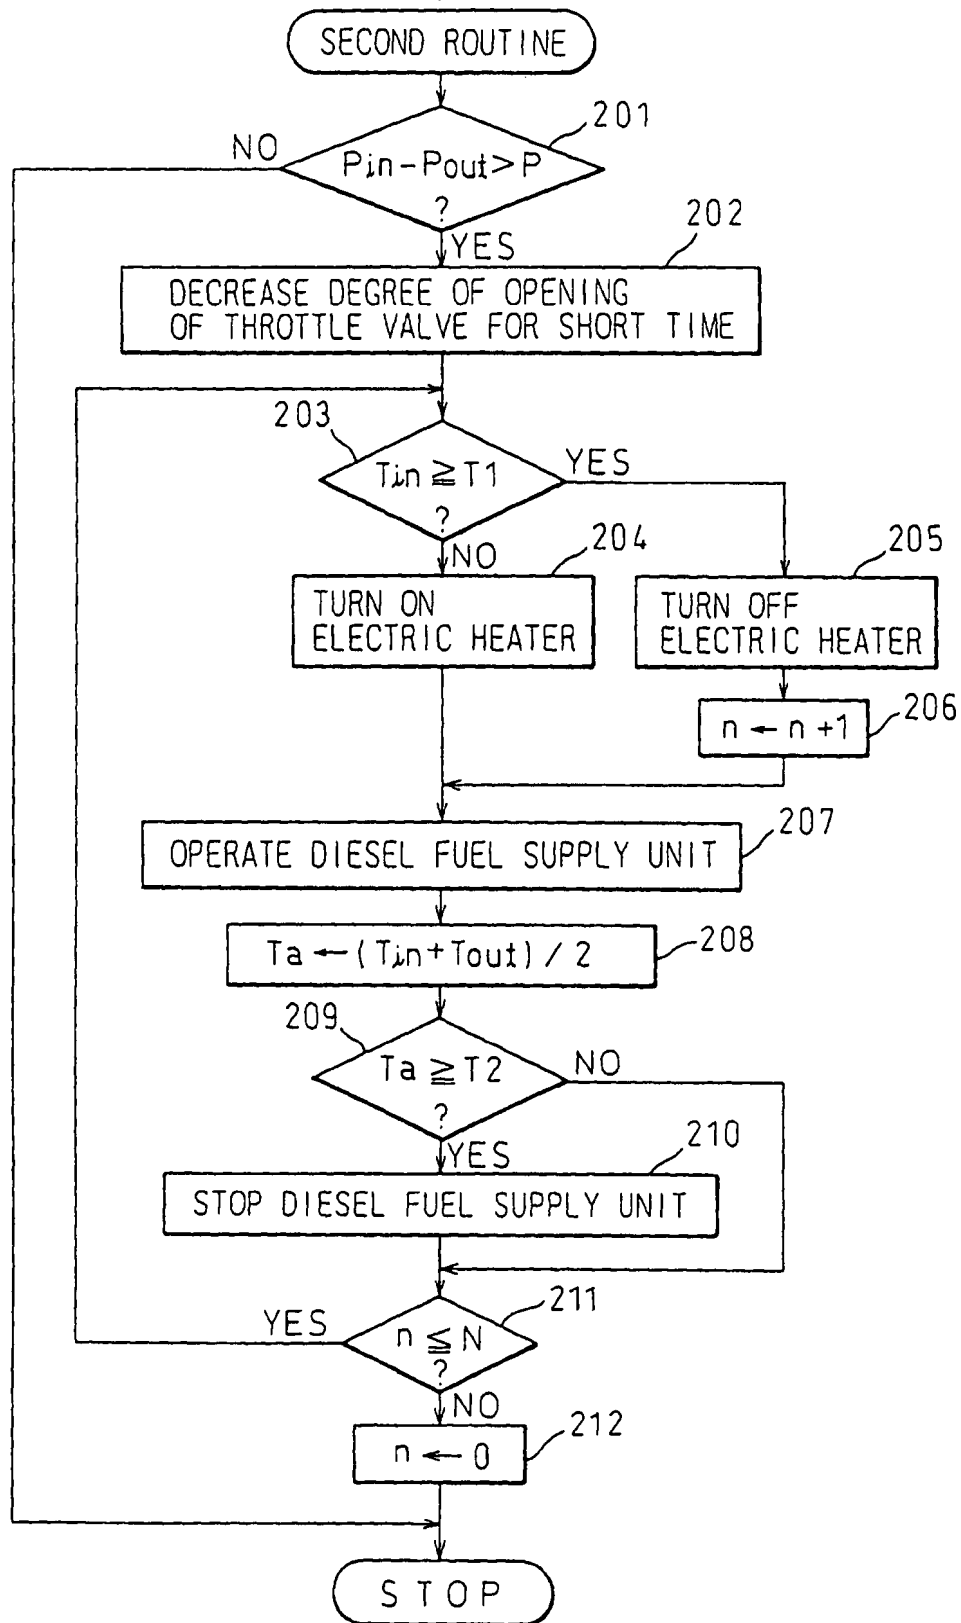 SECOND ROUTINE
201
NO
Pin-Pout>P
?
YES
202
DECREASE DEGREE OF OPENING
OF THROTTLE VALVE FOR SHORT TIME
203
Tin ≧ T1
?
YES
NO
204
205
TURN ON
ELECTRIC HEATER
TURN OFF
ELECTRIC HEATER
n ← n +1
206
207
OPERATE DIESEL FUEL SUPPLY UNIT
Ta ← (Tin+Tout) / 2
208
209
Ta ≧ T2
?
NO
YES
210
STOP DIESEL FUEL SUPPLY UNIT
211
YES
n ≦ N
?
NO
212
n ← 0
STOP